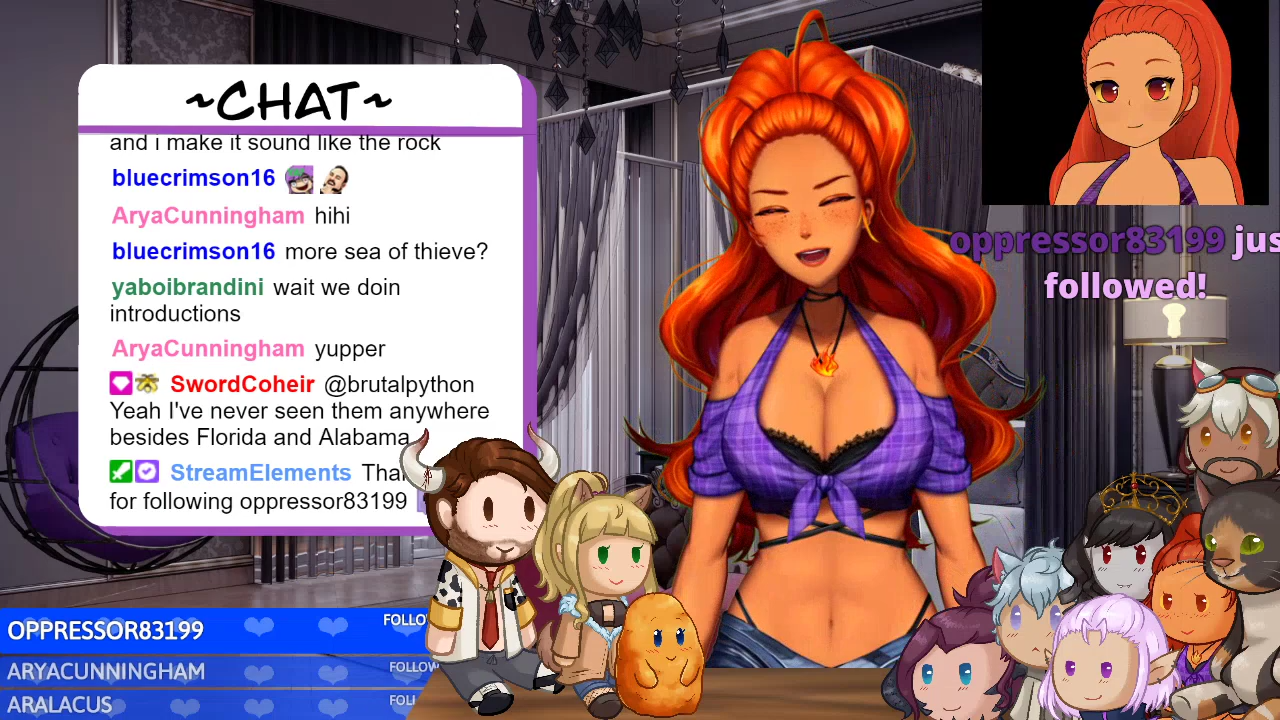 ~CHAT~
and i make it sound like the rock
bluecrimson16
AryaCunningham hihi
bluecrimson16 more sea of thieve?
yaboibrandini wait we doin
introductions
AryaCunningham yupper
SwordCoheir @brutalpython
Yeah I've never seen them anywhere
besides Florida and Alabama
StreamElements Tha
for following oppressor83199
oppressor83199 jus
followed!
OPPRESSOR83199 FOLLO
ARYACUNNINGHAM FOLLOW
ARALACUS FOLL